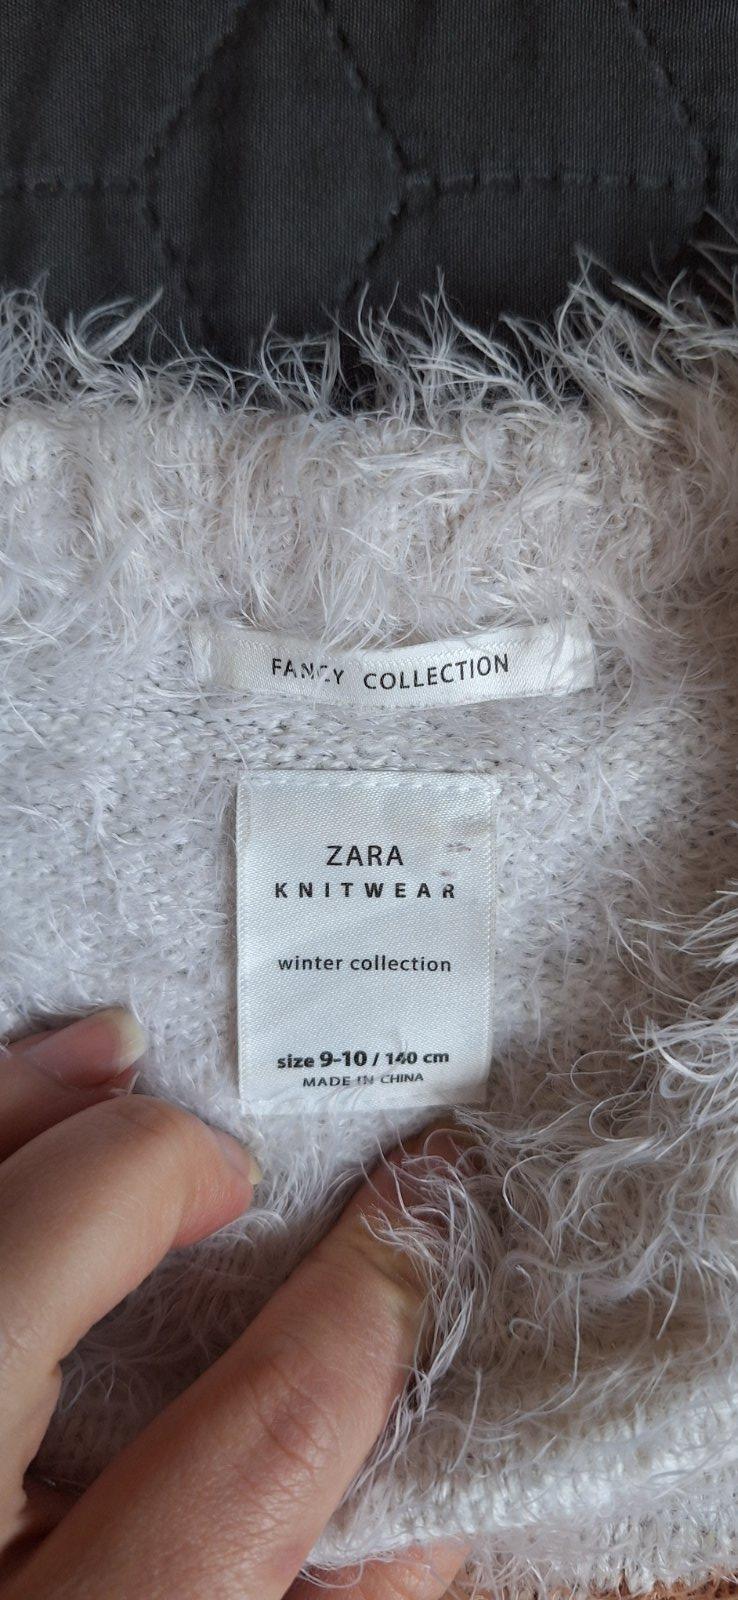 FANCY COLLECTION
ZARA
KNITWEAR
winter collection
size 9-10 / 140 cm
MADE IN CHINA